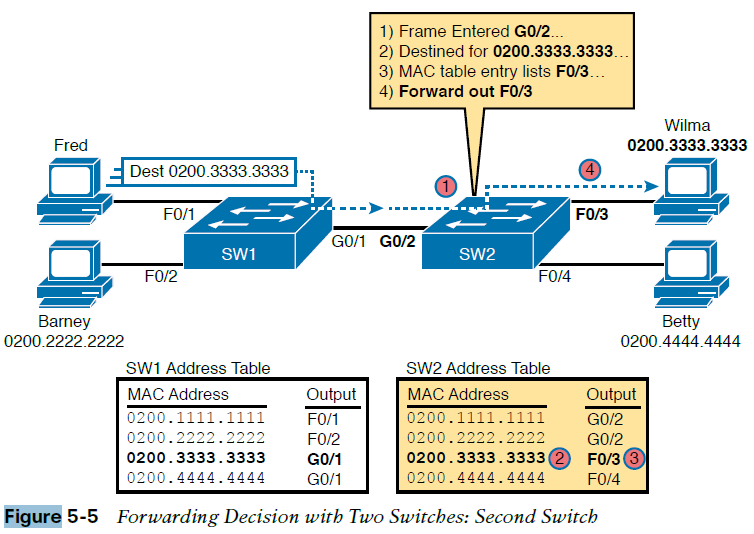 1) Frame Entered G0/2...
2) Destined for 0200.3333.3333...
3) MAC table entry lists F0/3...
4) Forward out F0/3
Fred
Wilma
0200.3333.3333
Dest 0200.3333.3333
1
4
F0/1
SW1
G0/1
G0/2
SW2
F0/3
F0/2
F0/4
Barney
0200.2222.2222
Betty
0200.4444.4444
SW1 Address Table
MAC Address Output
0200.1111.1111 F0/1
0200.2222.2222 F0/2
0200.3333.3333 G0/1
0200.4444.4444 G0/1
SW2 Address Table
MAC Address Output
0200.1111.1111 G0/2
0200.2222.2222 G0/2
0200.3333.3333 2 F0/3 3
0200.4444.4444 F0/4
Figure 5-5 Forwarding Decision with Two Switches: Second Switch